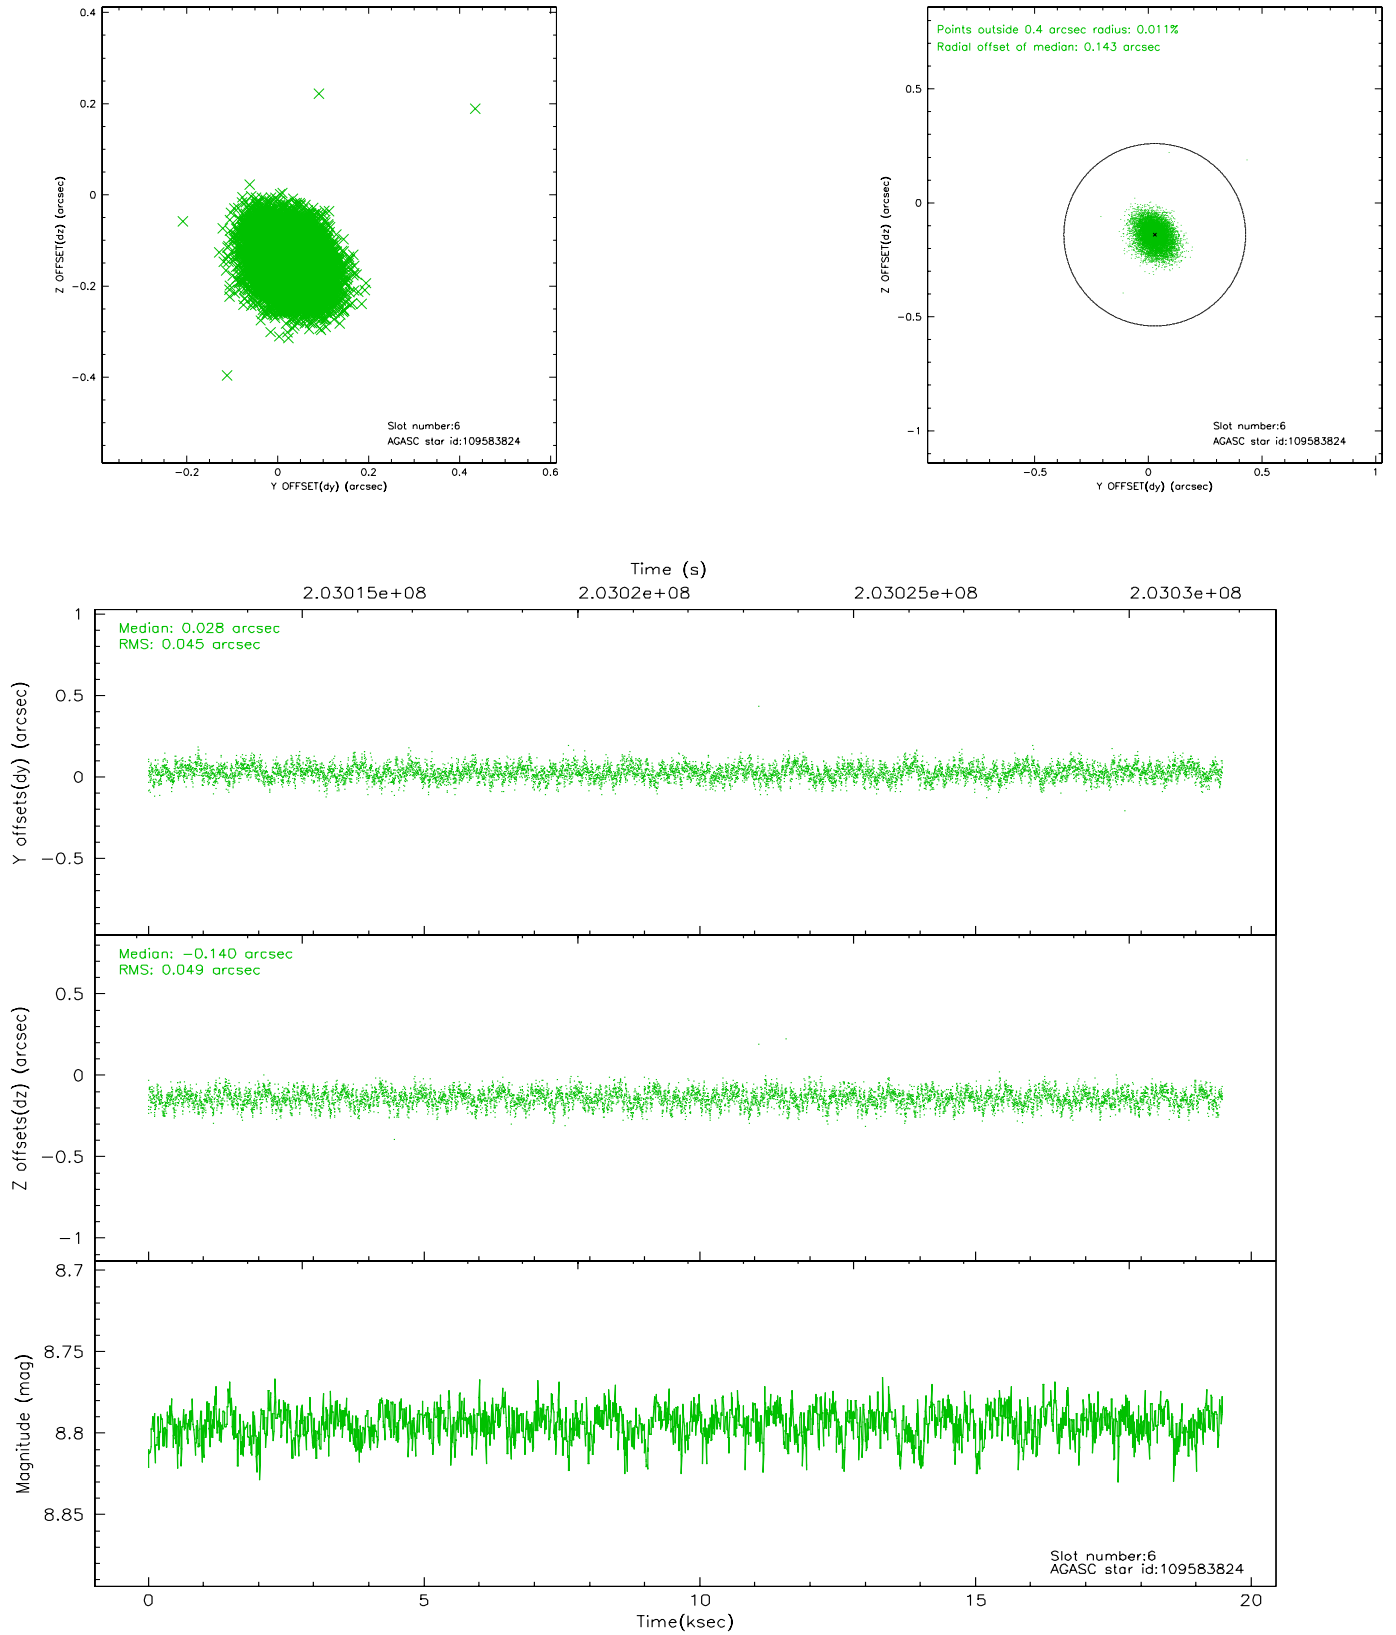 0.4
0.2
0
−0.2
−0.4
Z OFFSET(dz) (arcsec)
Slot number:6
AGASC star id:109583824
−0.2 0 0.2 0.4 0.6
Y OFFSET(dy) (arcsec)
Points outside 0.4 arcsec radius: 0.011%
Radial offset of median: 0.143 arcsec
0.5
0
−0.5
−1
Z OFFSET(dz) (arcsec)
Slot number:6
AGASC star id:109583824
−0.5 0 0.5 1
Y OFFSET(dy) (arcsec)
Time (s)
2.03015e+08 2.0302e+08 2.03025e+08 2.0303e+08
Median: 0.028 arcsec
RMS: 0.045 arcsec
1
0.5
0
−0.5
Y offsets(dy) (arcsec)
Median: −0.140 arcsec
RMS: 0.049 arcsec
0.5
0
−0.5
−1
Z offsets(dz) (arcsec)
8.7
8.75
8.8
8.85
Magnitude (mag)
Slot number:6
AGASC star id:109583824
0 5 10 15 20
Time(ksec)